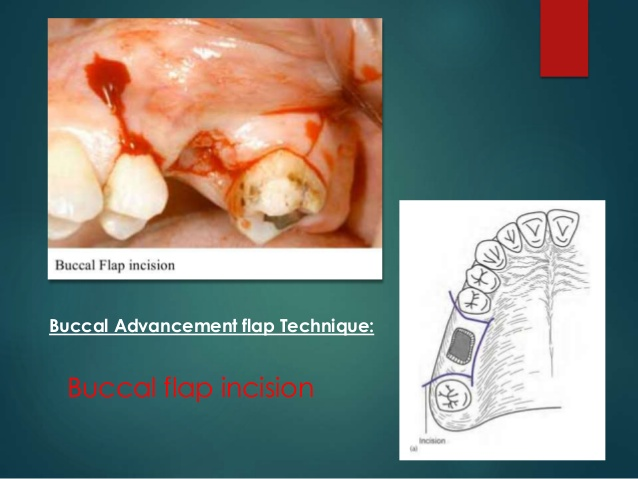 Buccal Flap incision
Buccal Advancement flap Technique:
Buccal flap incision
Incision
(a)